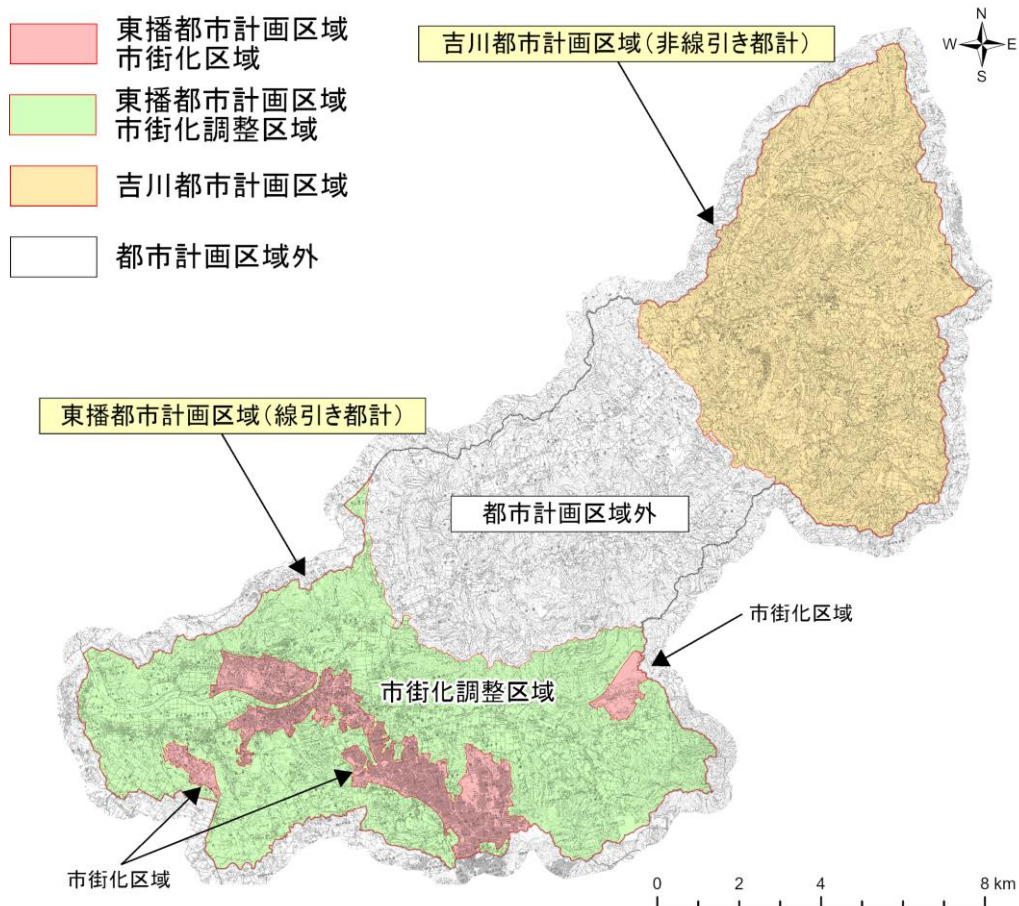 東播都市計画区域
市街化区域
東播都市計画区域
市街化調整区域
吉川都市計画区域
都市計画区域外
吉川都市計画区域（非線引き都計）
N
W E
S
東播都市計画区域（線引き都計）
都市計画区域外
市街化区域
市街化調整区域
市街化区域
0 2 4 8 km